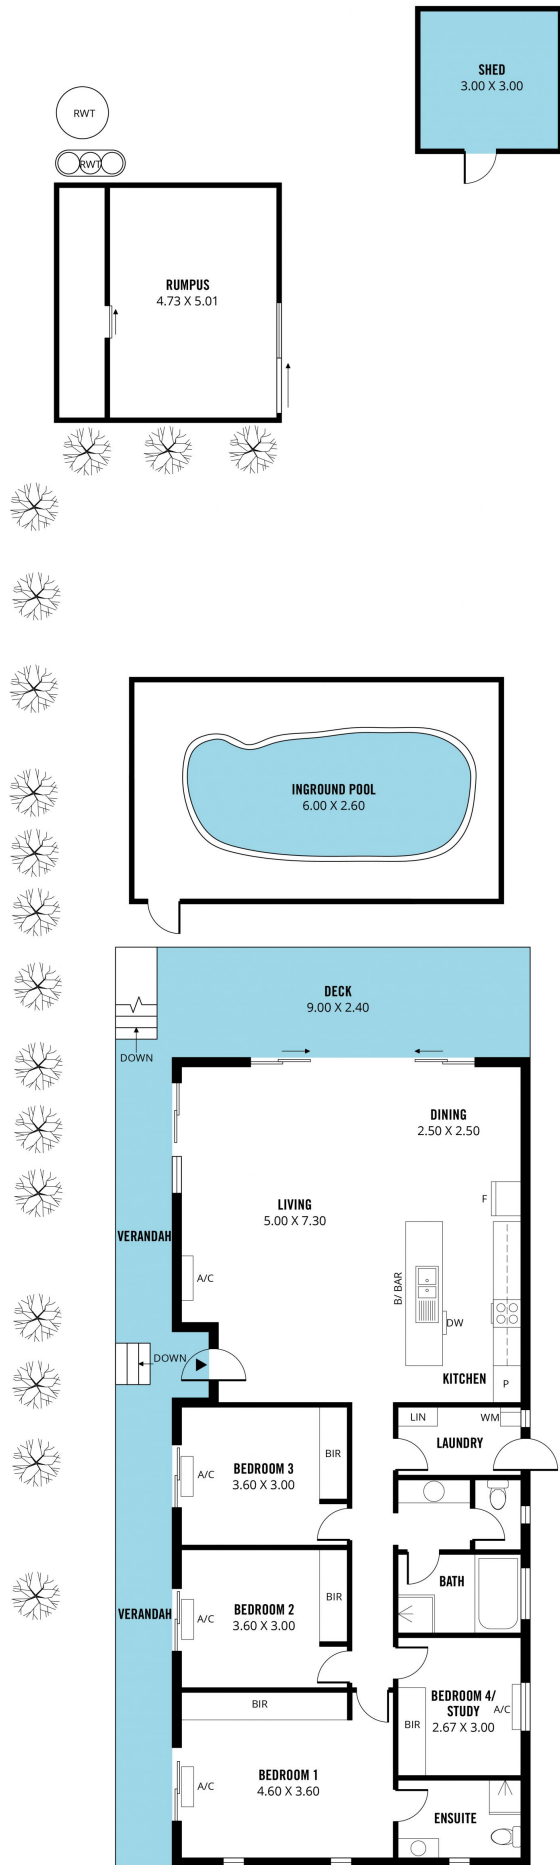 SHED
3.00 X 3.00
RWT
RWT
RUMPUS
4.73 X 5.01
INGROUND POOL
6.00 X 2.60
DECK
9.00 X 2.40
DOWN
DINING
2.50 X 2.50
F
LIVING
5.00 X 7.30
VERANDAH
A/C
B/ BAR
DW
DOWN
KITCHEN
P
LIN
WM
LAUNDRY
BIR
BEDROOM 3
3.60 X 3.00
A/C
BATH
BIR
BEDROOM 2
3.60 X 3.00
A/C
VERANDAH
BEDROOM 4/
STUDY
2.67 X 3.00
A/C
BIR
BIR
BEDROOM 1
4.60 X 3.60
A/C
ENSUITE